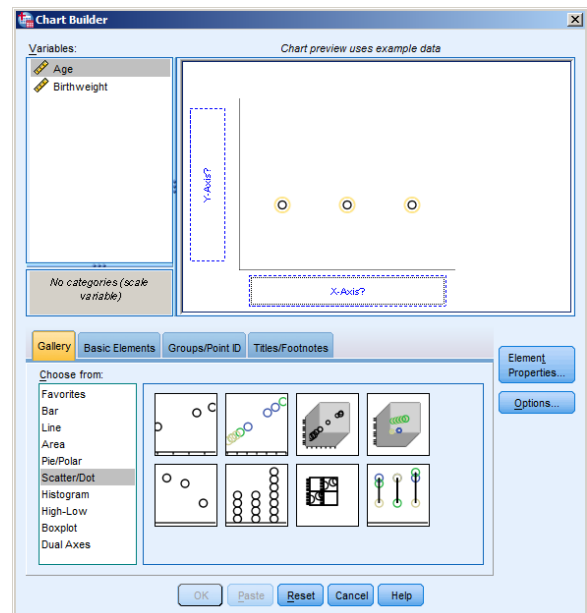 Chart Builder
Variables:
Chart preview uses example data
Age
Birthweight
Y-Axis?
X-Axis?
No categories (scale
variable)
Gallery
Basic Elements
Groups/Point ID
Titles/Footnotes
Element
Properties...
Options...
Choose from:
Favorites
Bar
Line
Area
Pie/Polar
Scatter/Dot
Histogram
High-Low
Boxplot
Dual Axes
OK
Paste
Reset
Cancel
Help